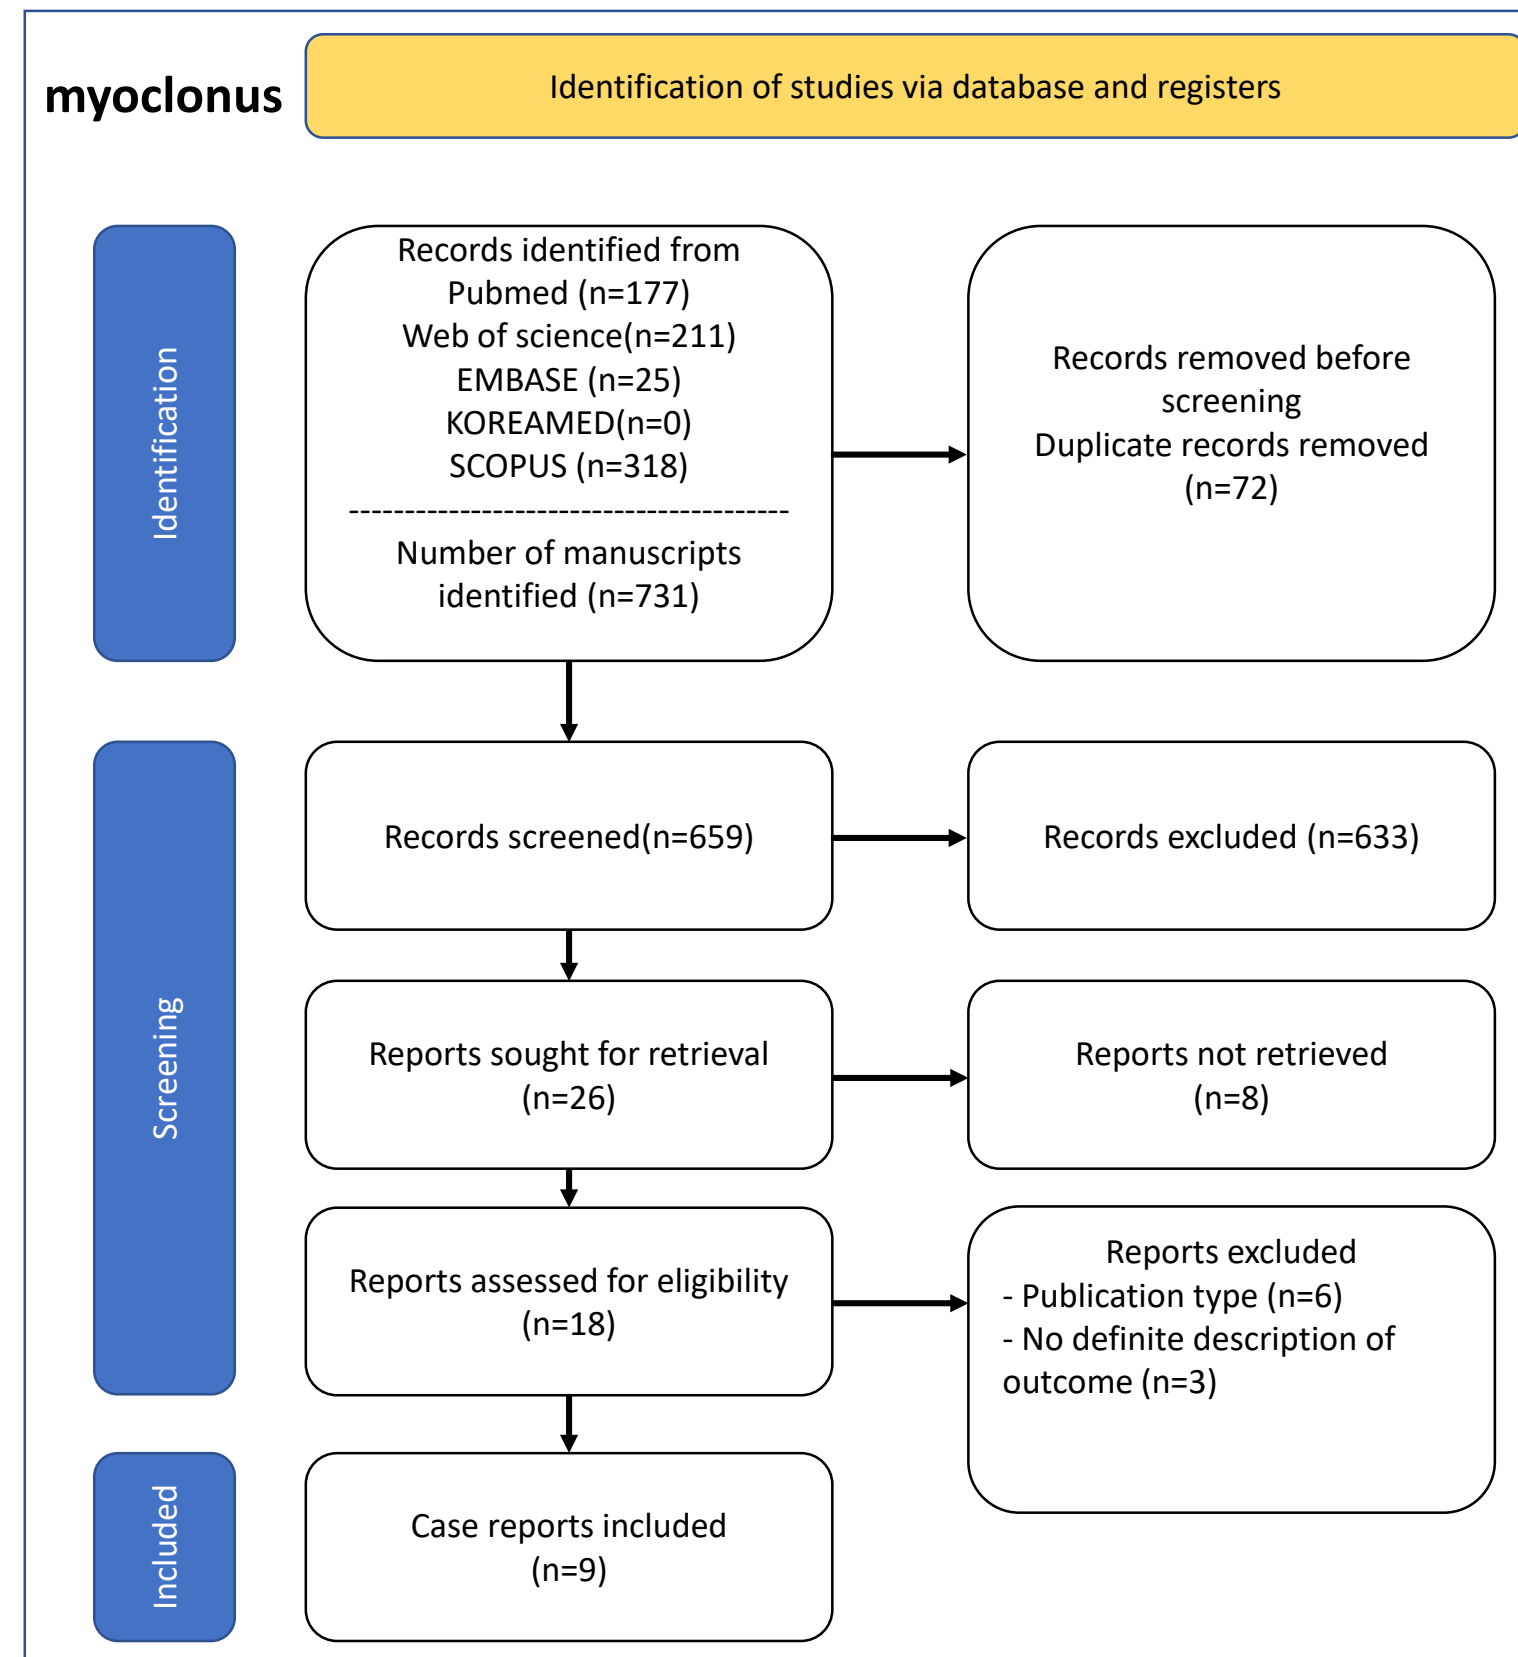 myoclonus
Identification of studies via database and registers
Identification
Records identified from
Pubmed (n=177)
Web of science(n=211)
EMBASE (n=25)
KOREAMED(n=0)
SCOPUS (n=318)
---------------------------------------
Number of manuscripts
identified (n=731)
Records removed before
screening
Duplicate records removed
(n=72)
Screening
Records screened(n=659)
Records excluded (n=633)
Reports sought for retrieval
(n=26)
Reports not retrieved
(n=8)
Reports assessed for eligibility
(n=18)
Reports excluded
- Publication type (n=6)
- No definite description of
outcome (n=3)
Included
Case reports included
(n=9)